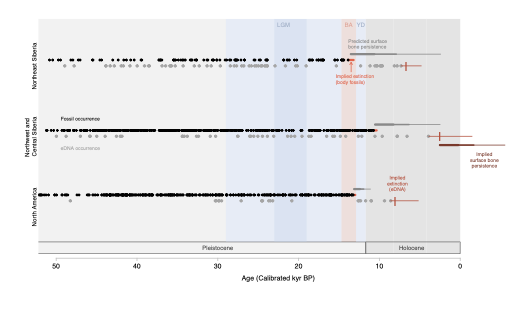 LGM
BA
YD
Predicted surface
bone persistence
Northeast Siberia
Implied extinction
(body fossils)
Fossil occurrence
Northwest and
Central Siberia
eDNA occurrence
Implied
surface bone
persistence
Implied
extinction
(eDNA)
North America
Pleistocene
Holocene
50
40
30
20
10
0
Age (Calibrated kyr BP)